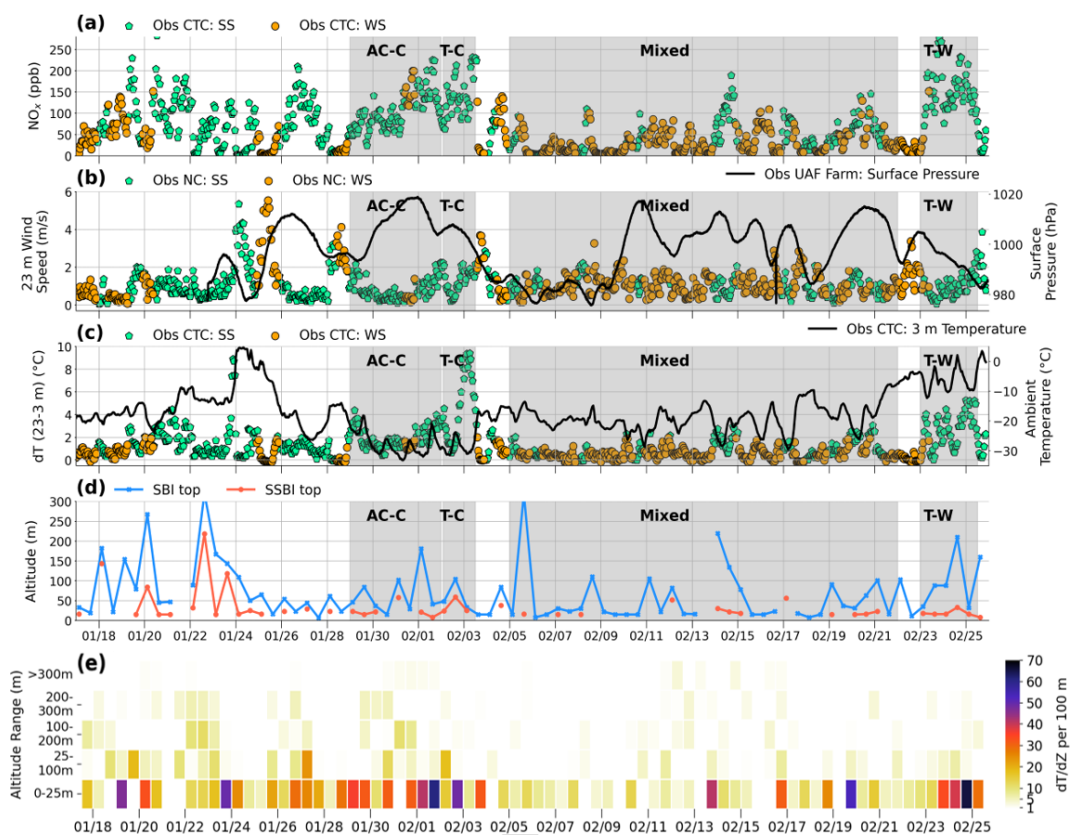 (a) Obs CTC: SS Obs CTC: WS
AC-C T-C Mixed T-W
NOx (ppb)
250
200
150
100
50
0
(b) Obs NC: SS Obs NC: WS Obs UAF Farm: Surface Pressure
AC-C T-C Mixed T-W
23 m Wind
Speed (m/s)
6
4
2
0
1020
1000
980
Surface
Pressure (hPa)
(c) Obs CTC: SS Obs CTC: WS Obs CTC: 3 m Temperature
AC-C T-C Mixed T-W
dT (23-3 m) (°C)
10
8
6
4
2
0
0
−10
−20
−30
Ambient
Temperature (°C)
(d) SBI top SSBI top
AC-C T-C Mixed T-W
Altitude (m)
300
250
200
150
100
50
0
01/18 01/20 01/22 01/24 01/26 01/28 01/30 02/01 02/03 02/05 02/07 02/09 02/11 02/13 02/15 02/17 02/19 02/21 02/23 02/25
(e)
Altitude Range (m)
>300m
200-
300m
100-
200m
25-
100m
0-25m
01/18 01/20 01/22 01/24 01/26 01/28 01/30 02/01 02/03 02/05 02/07 02/09 02/11 02/13 02/15 02/17 02/19 02/21 02/23 02/25
70
60
50
40
30
20
10
5
1
dT/dZ per 100 m